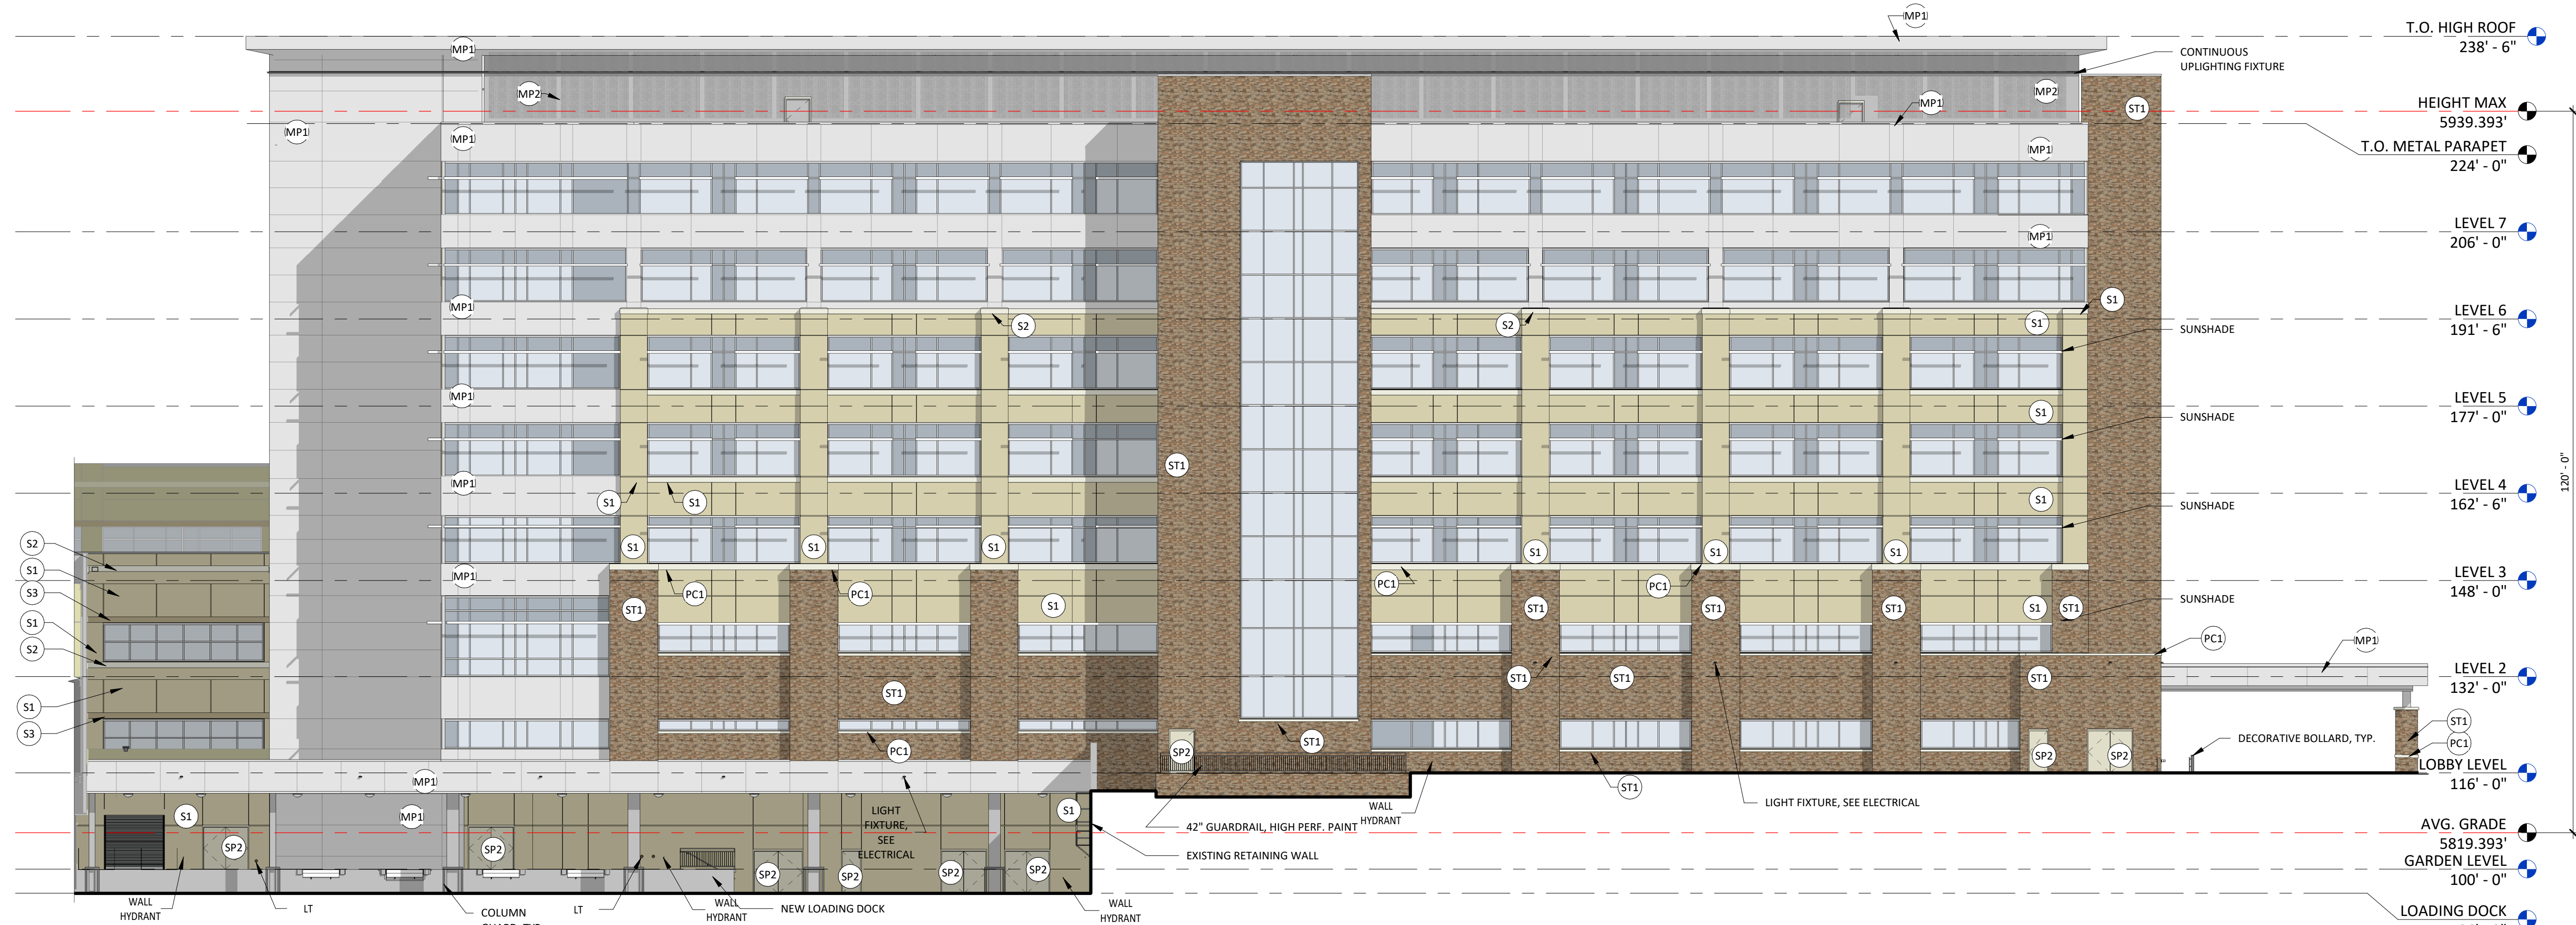 MP1
T.O. HIGH ROOF
238' - 6"
MP1
CONTINUOUS
UPLIGHTING FIXTURE
MP2
MP2
MP1
ST1
HEIGHT MAX
5939.393'
MP1
MP1
MP1
T.O. METAL PARAPET
224' - 0"
LEVEL 7
206' - 0"
MP1
MP1
S1
S2
S2
S1
LEVEL 6
191' - 6"
SUNSHADE
MP1
S1
LEVEL 5
177' - 0"
SUNSHADE
ST1
120' - 0"
MP1
S1
S1
S1
LEVEL 4
162' - 6"
SUNSHADE
S2
S1
S1
S1
S1
S1
S1
S1
MP1
PC1
PC1
PC1
PC1
LEVEL 3
148' - 0"
S3
ST1
S1
ST1
ST1
ST1
S1
ST1
SUNSHADE
S1
S2
PC1
MP1
ST1
ST1
ST1
ST1
LEVEL 2
132' - 0"
S1
S3
ST1
PC1
SP2
ST1
SP2
SP2
DECORATIVE BOLLARD, TYP.
ST1
PC1
LOBBY LEVEL
116' - 0"
MP1
ST1
S1
MP1
LIGHT
FIXTURE,
SEE
ELECTRICAL
S1
WALL
HYDRANT
LIGHT FIXTURE, SEE ELECTRICAL
42" GUARDRAIL, HIGH PERF. PAINT
AVG. GRADE
5819.393'
SP2
SP2
EXISTING RETAINING WALL
SP2
SP2
SP2
SP2
GARDEN LEVEL
100' - 0"
WALL
HYDRANT
LT
COLUMN
LT
WALL
HYDRANT
NEW LOADING DOCK
WALL
HYDRANT
LOADING DOCK